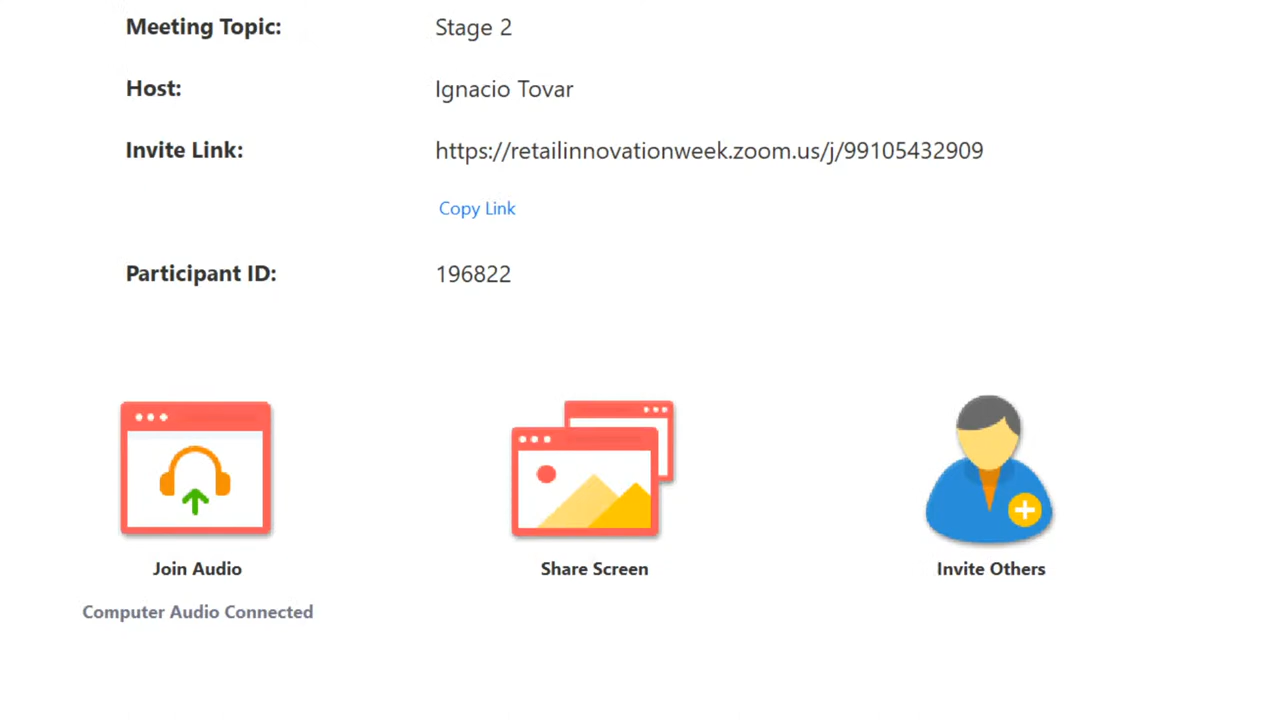 Meeting Topic: Stage 2
Host: Ignacio Tovar
Invite Link: https://retailinnovationweek.zoom.us/j/99105432909
Copy Link
Participant ID: 196822
Join Audio Share Screen Invite Others
Computer Audio Connected